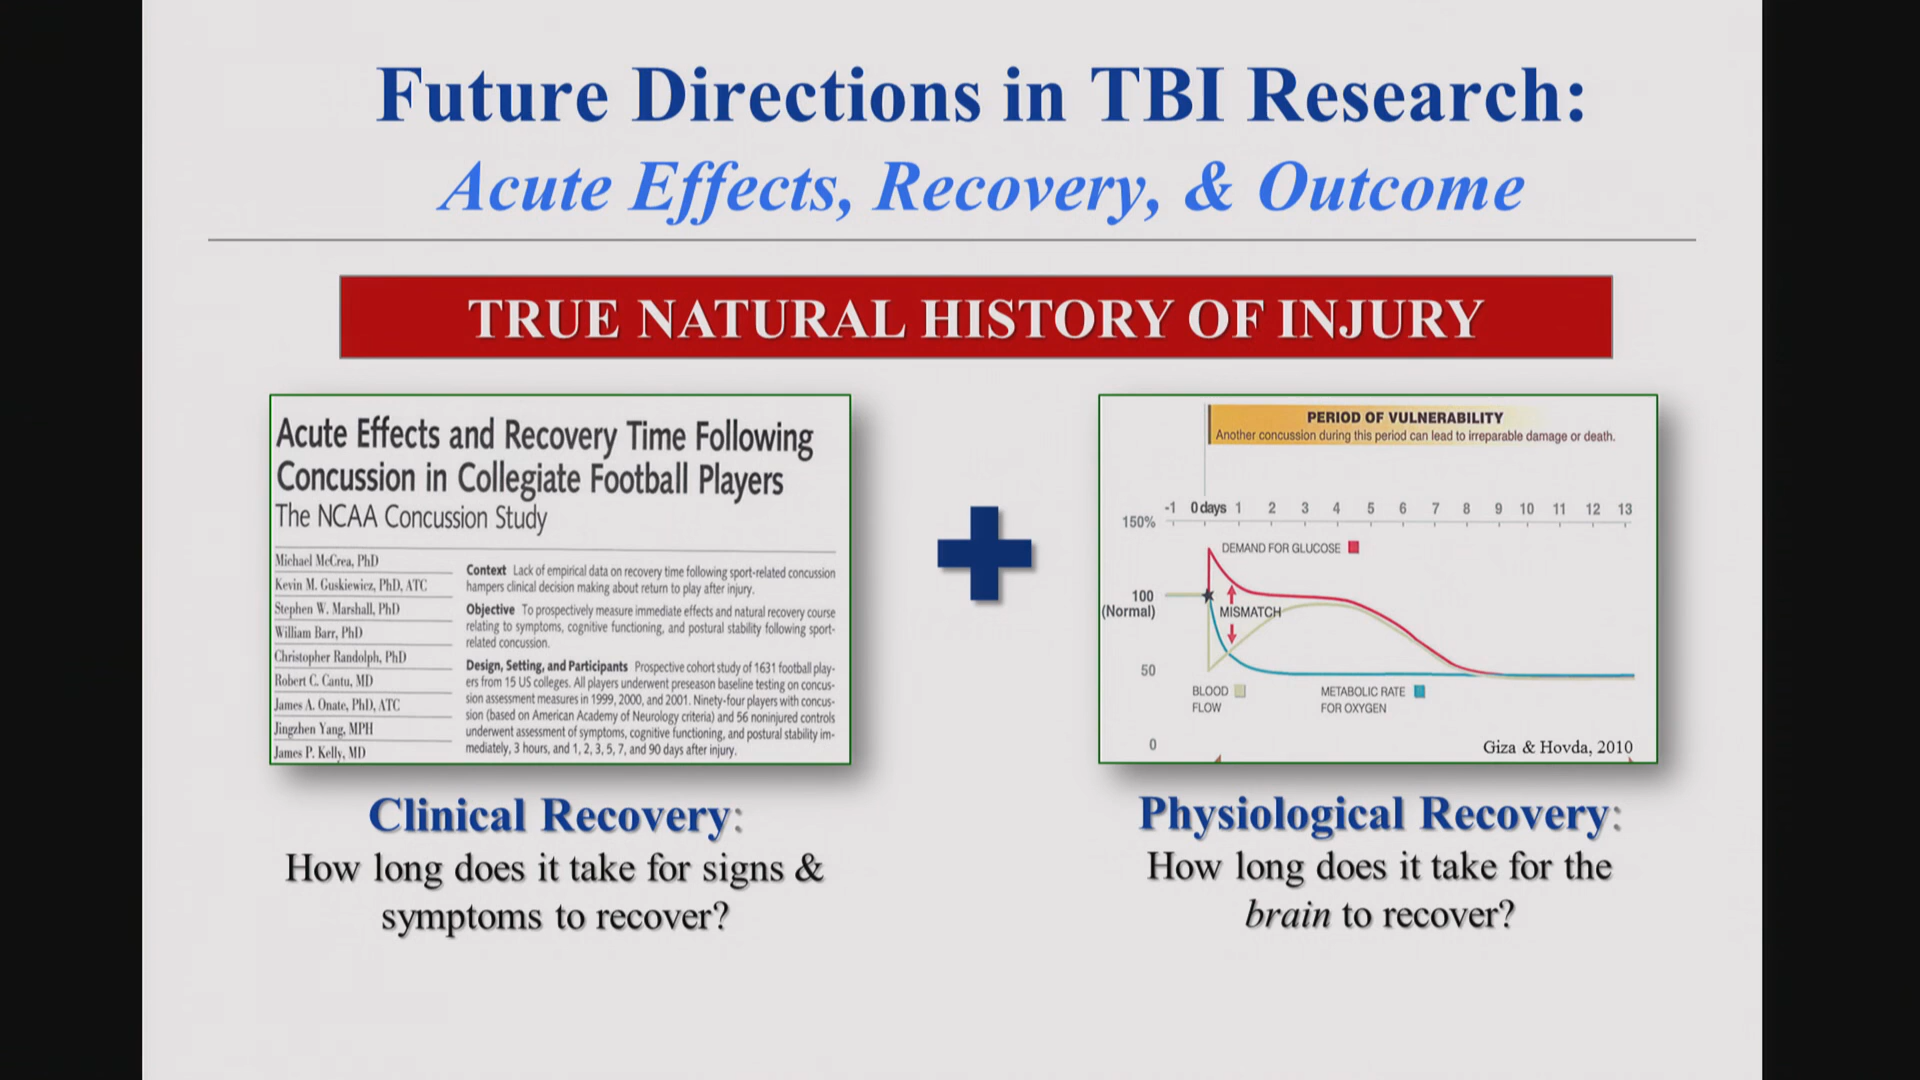 Future Directions in TBI Research:
Acute Effects, Recovery, & Outcome
TRUE NATURAL HISTORY OF INJURY
Acute Effects and Recovery Time Following
Concussion in Collegiate Football Players
The NCAA Concussion Study
Michael McCrea, PhD
Kevin M. Guskiewicz, PhD, ATC
Stephen W. Marshall, PhD
William Barr, PhD
Christopher Randolph, PhD
Robert C. Cantu, MD
James A. Onate, PhD, ATC
Jingzhen Yang, MPH
James P. Kelly, MD
Context Lack of empirical data on recovery time following sport-related concussion
hampers clinical decision making about return to play after injury.
Objective To prospectively measure immediate effects and natural recovery course
relating to symptoms, cognitive functioning, and postural stability following sport-
related concussion.
Design, Setting, and Participants Prospective cohort study of 1631 football play-
ers from 15 US colleges. All players underwent preseason baseline testing on concus-
sion assessment measures in 1999, 2000, and 2001. Ninety-four players with concus-
sion (based on American Academy of Neurology criteria) and 56 noninjured controls
underwent assessment of symptoms, cognitive functioning, and postural stability im-
mediately, 3 hours, and 1, 2, 3, 5, 7, and 90 days after injury.
Clinical Recovery:
How long does it take for signs &
symptoms to recover?
PERIOD OF VULNERABILITY
Another concussion during this period can lead to irreparable damage or death.
-1 0 days 1 2 3 4 5 6 7 8 9 10 11 12 13
150%
DEMAND FOR GLUCOSE
100
(Normal)
MISMATCH
50
BLOOD
FLOW
METABOLIC RATE
FOR OXYGEN
0
Giza & Hovda, 2010
Physiological Recovery:
How long does it take for the
brain to recover?